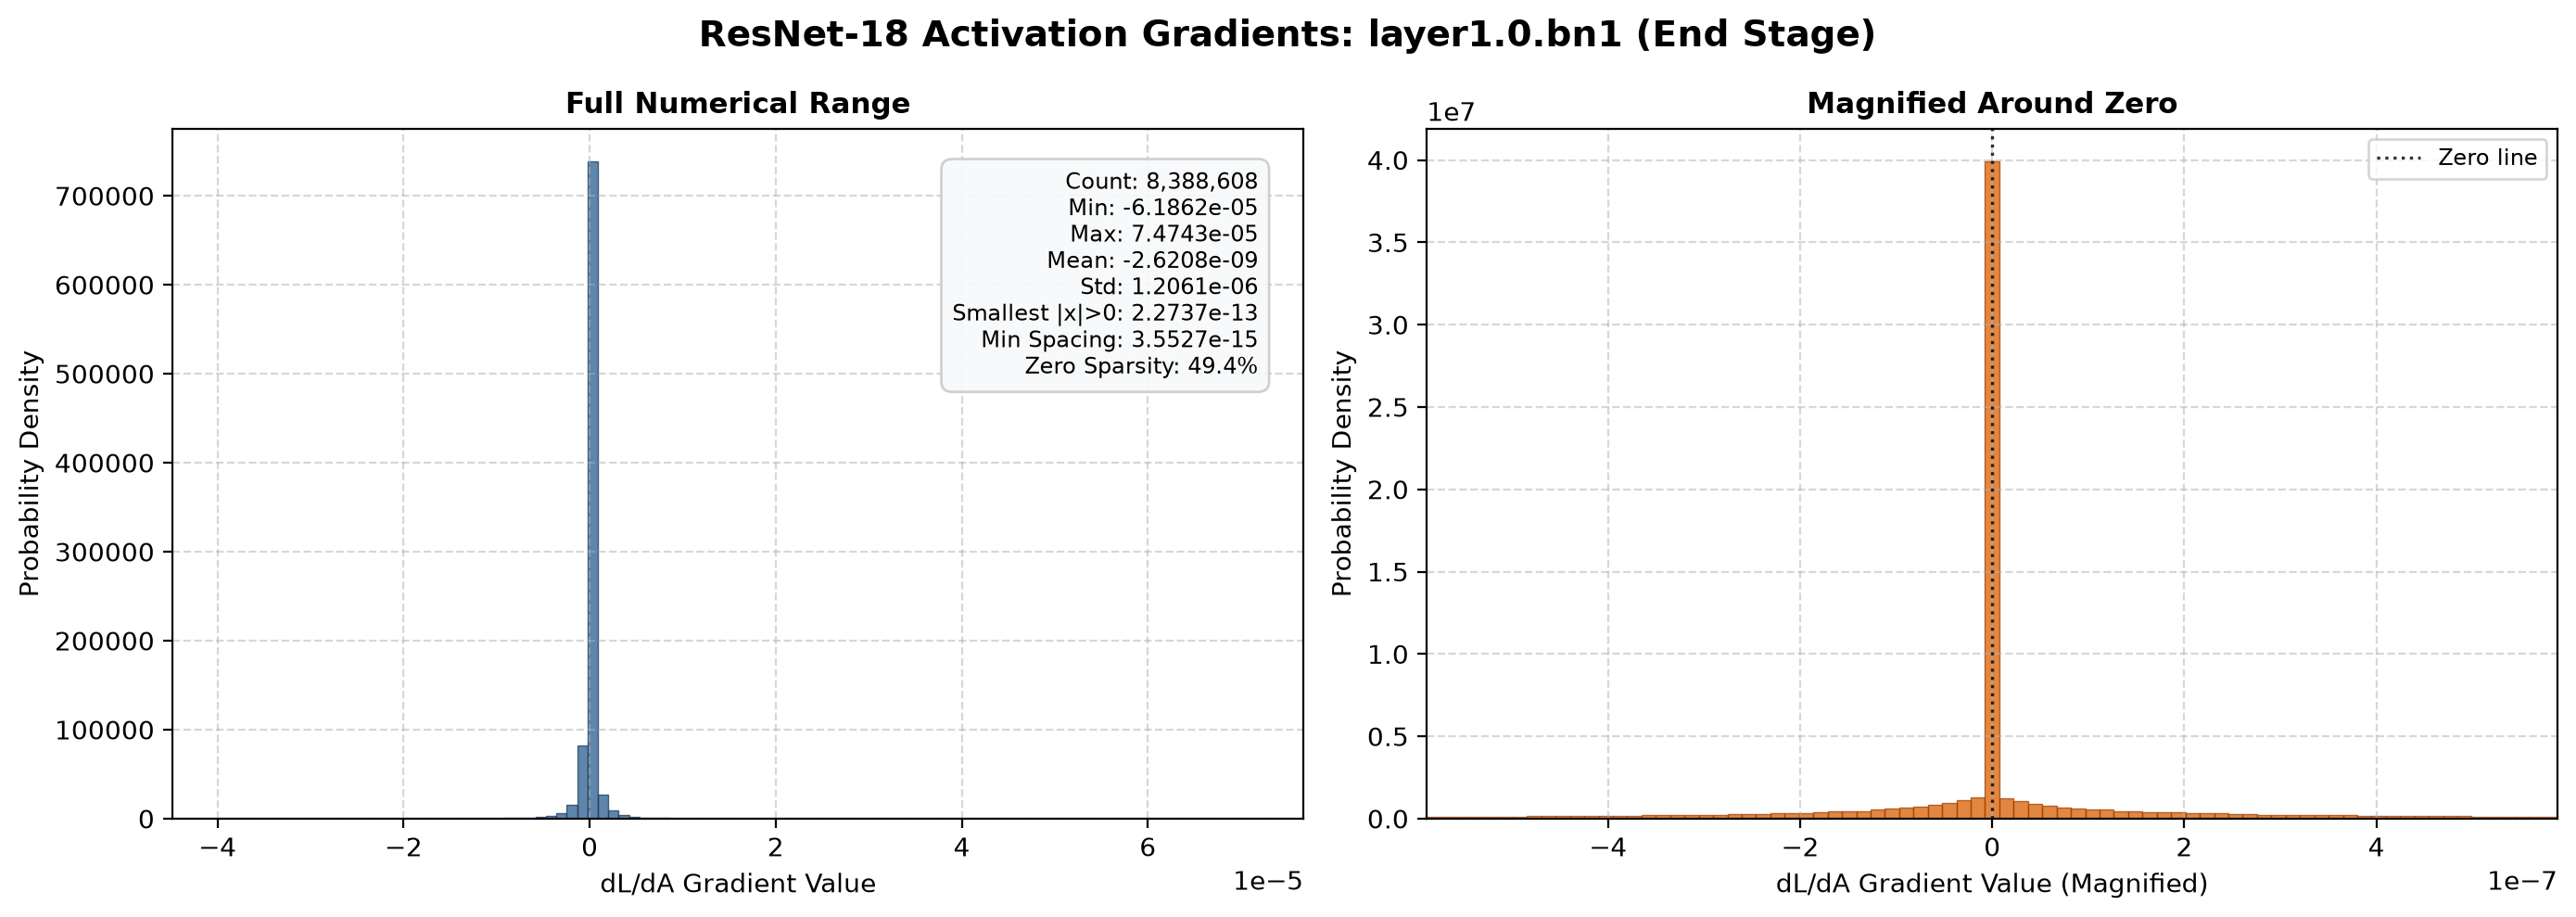 ResNet-18 Activation Gradients: layer1.0.bn1 (End Stage)
Full Numerical Range
Probability Density
700000
600000
500000
400000
300000
200000
100000
0
Count: 8,388,608
Min: -6.1862e-05
Max: 7.4743e-05
Mean: -2.6208e-09
Std: 1.2061e-06
Smallest |x|>0: 2.2737e-13
Min Spacing: 3.5527e-15
Zero Sparsity: 49.4%
−4
−2
0
2
4
6
dL/dA Gradient Value
1e−5
Magnified Around Zero
1e7
Probability Density
4.0
3.5
3.0
2.5
2.0
1.5
1.0
0.5
0.0
Zero line
−4
−2
0
2
4
dL/dA Gradient Value (Magnified)
1e−7